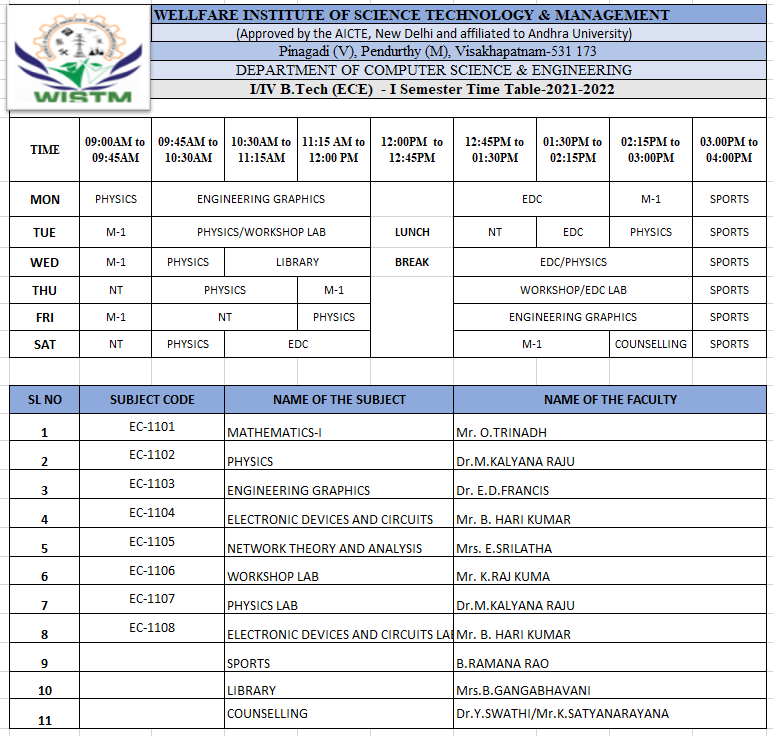 WELLFARE INSTITUTE OF SCIENCE TECHNOLOGY & MANAGEMENT
(Approved by the AICTE, New Delhi and affiliated to Andhra University)
Pinagadi (V), Pendurthy (M), Visakhapatnam-531 173
DEPARTMENT OF COMPUTER SCIENCE & ENGINEERING
I/IV B.Tech (ECE) - I Semester Time Table-2021-2022
WISTM
TIME 09:00AM to 09:45AM 09:45AM to 10:30AM 10:30AM to 11:15AM 11:15 AM to 12:00 PM 12:00PM to 12:45PM 12:45PM to 01:30PM 01:30PM to 02:15PM 02:15PM to 03:00PM 03.00PM to 04:00PM
MON PHYSICS ENGINEERING GRAPHICS EDC M-1 SPORTS
TUE M-1 PHYSICS/WORKSHOP LAB LUNCH NT EDC PHYSICS SPORTS
WED M-1 PHYSICS LIBRARY BREAK EDC/PHYSICS SPORTS
THU NT PHYSICS M-1 WORKSHOP/EDC LAB SPORTS
FRI M-1 NT PHYSICS ENGINEERING GRAPHICS SPORTS
SAT NT PHYSICS EDC M-1 COUNSELLING SPORTS
SL NO SUBJECT CODE NAME OF THE SUBJECT NAME OF THE FACULTY
1 EC-1101 MATHEMATICS-I Mr. O.TRINADH
2 EC-1102 PHYSICS Dr.M.KALYANA RAJU
3 EC-1103 ENGINEERING GRAPHICS Dr. E.D.FRANCIS
4 EC-1104 ELECTRONIC DEVICES AND CIRCUITS Mr. B. HARI KUMAR
5 EC-1105 NETWORK THEORY AND ANALYSIS Mrs. E.SRILATHA
6 EC-1106 WORKSHOP LAB Mr. K.RAJ KUMA
7 EC-1107 PHYSICS LAB Dr.M.KALYANA RAJU
8 EC-1108 ELECTRONIC DEVICES AND CIRCUITS LAB Mr. B. HARI KUMAR
9 SPORTS B.RAMANA RAO
10 LIBRARY Mrs.B.GANGABHAVANI
11 COUNSELLING Dr.Y.SWATHI/Mr.K.SATYANARAYANA